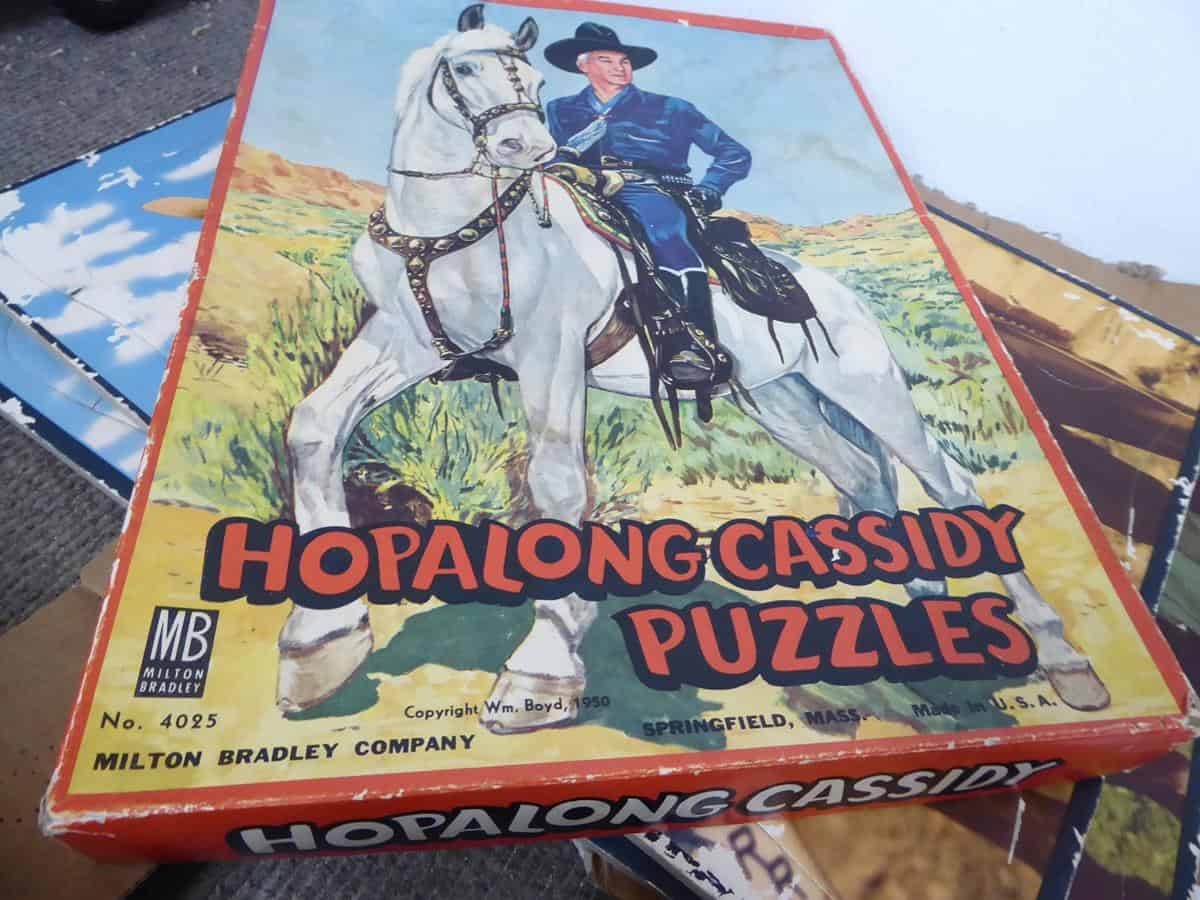 HOPALONG CASSIDY
PUZZLES
MB
MILTON
BRADLEY
No. 4025
Copyright Wm. Boyd, 1950
MILTON BRADLEY COMPANY
SPRINGFIELD, MASS.
Made in U.S.A.
HOPALONG CASSIDY